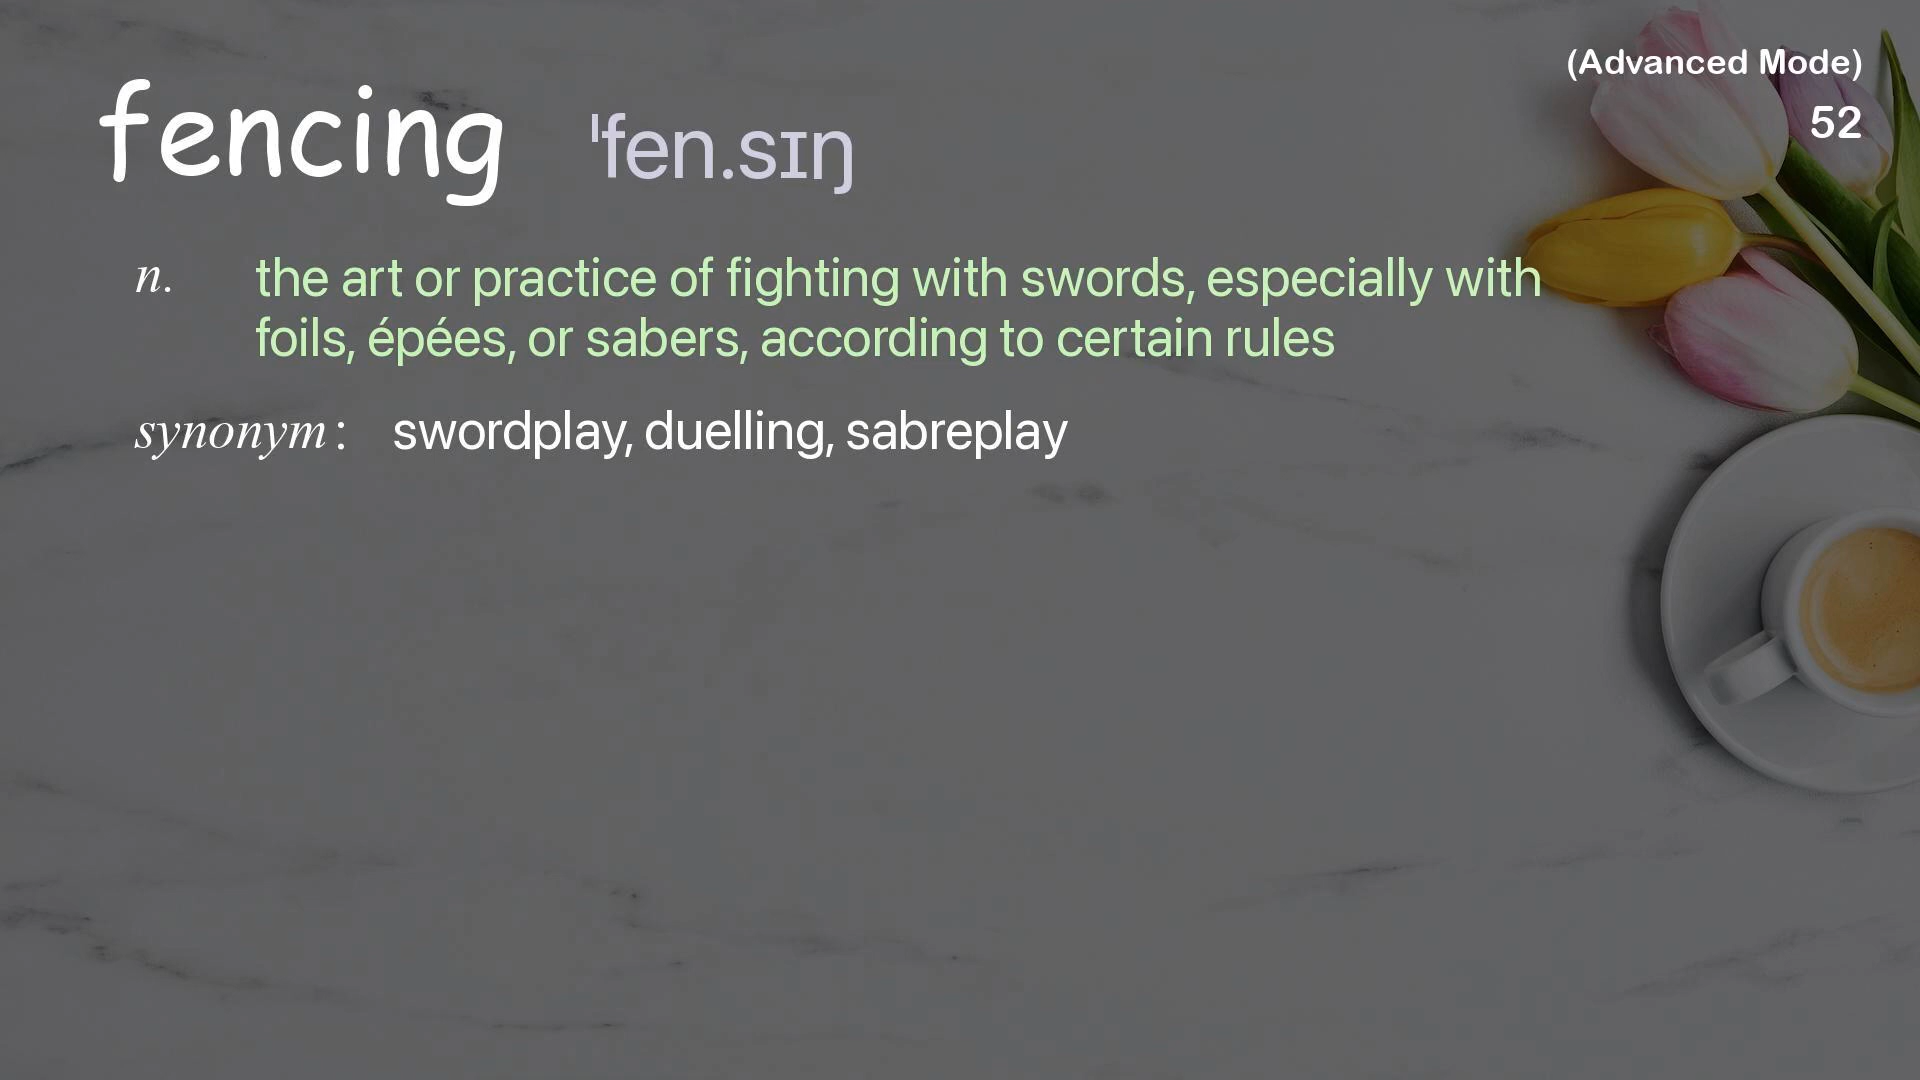 (Advanced Mode)
52
fencing ˈfen.sɪŋ
n. the art or practice of fighting with swords, especially with
foils, épées, or sabers, according to certain rules
synonym: swordplay, duelling, sabreplay